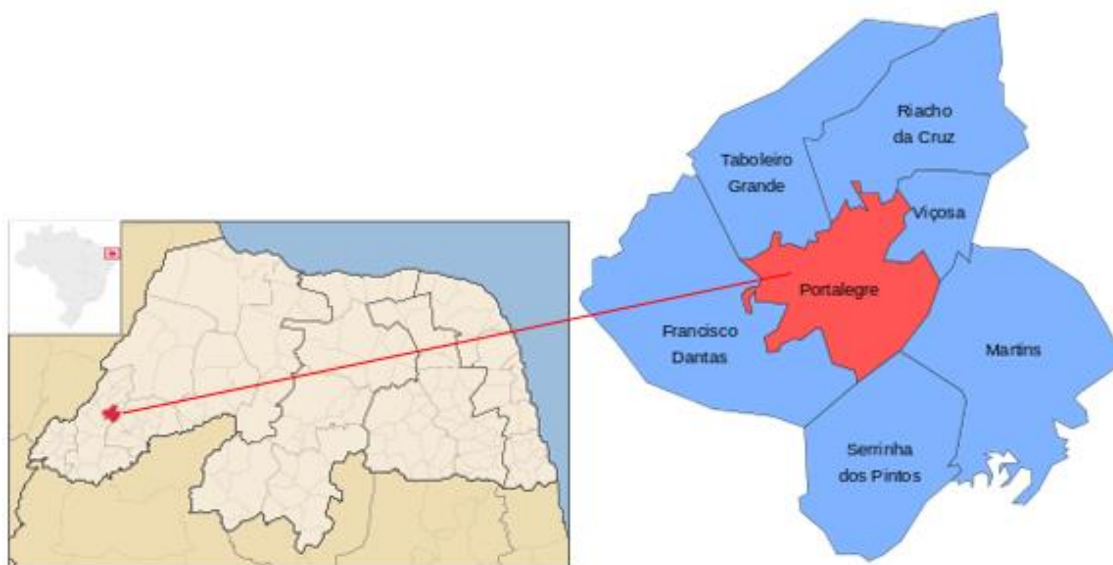 Riacho
da Cruz
Taboleiro
Grande
Viçosa
Portalegre
Francisco
Dantas
Martins
Serrinha
dos Pintos